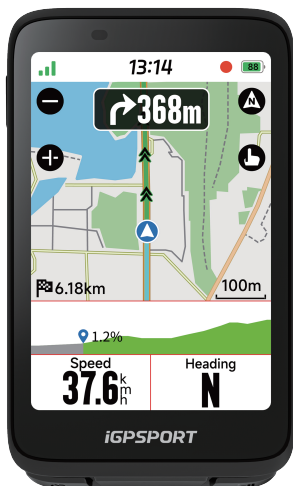 13:14 88
368m
N
6.18km 100m
1.2%
Speed Heading
37.6 km/h N
iGPSPORT